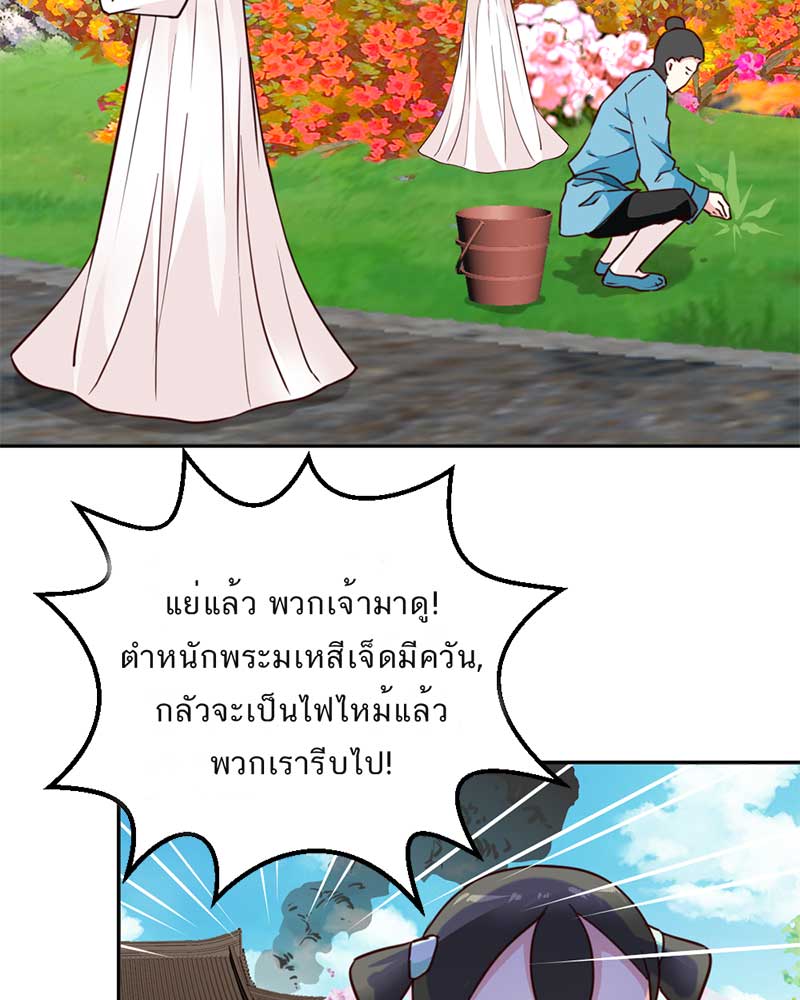 แย่แล้ว พวกเจ้ามาดู!
ตำหนักพระมเหสีเจ็ดมีควัน,
กลัวจะเป็นไฟไหม้แล้ว
พวกเรารีบไป!